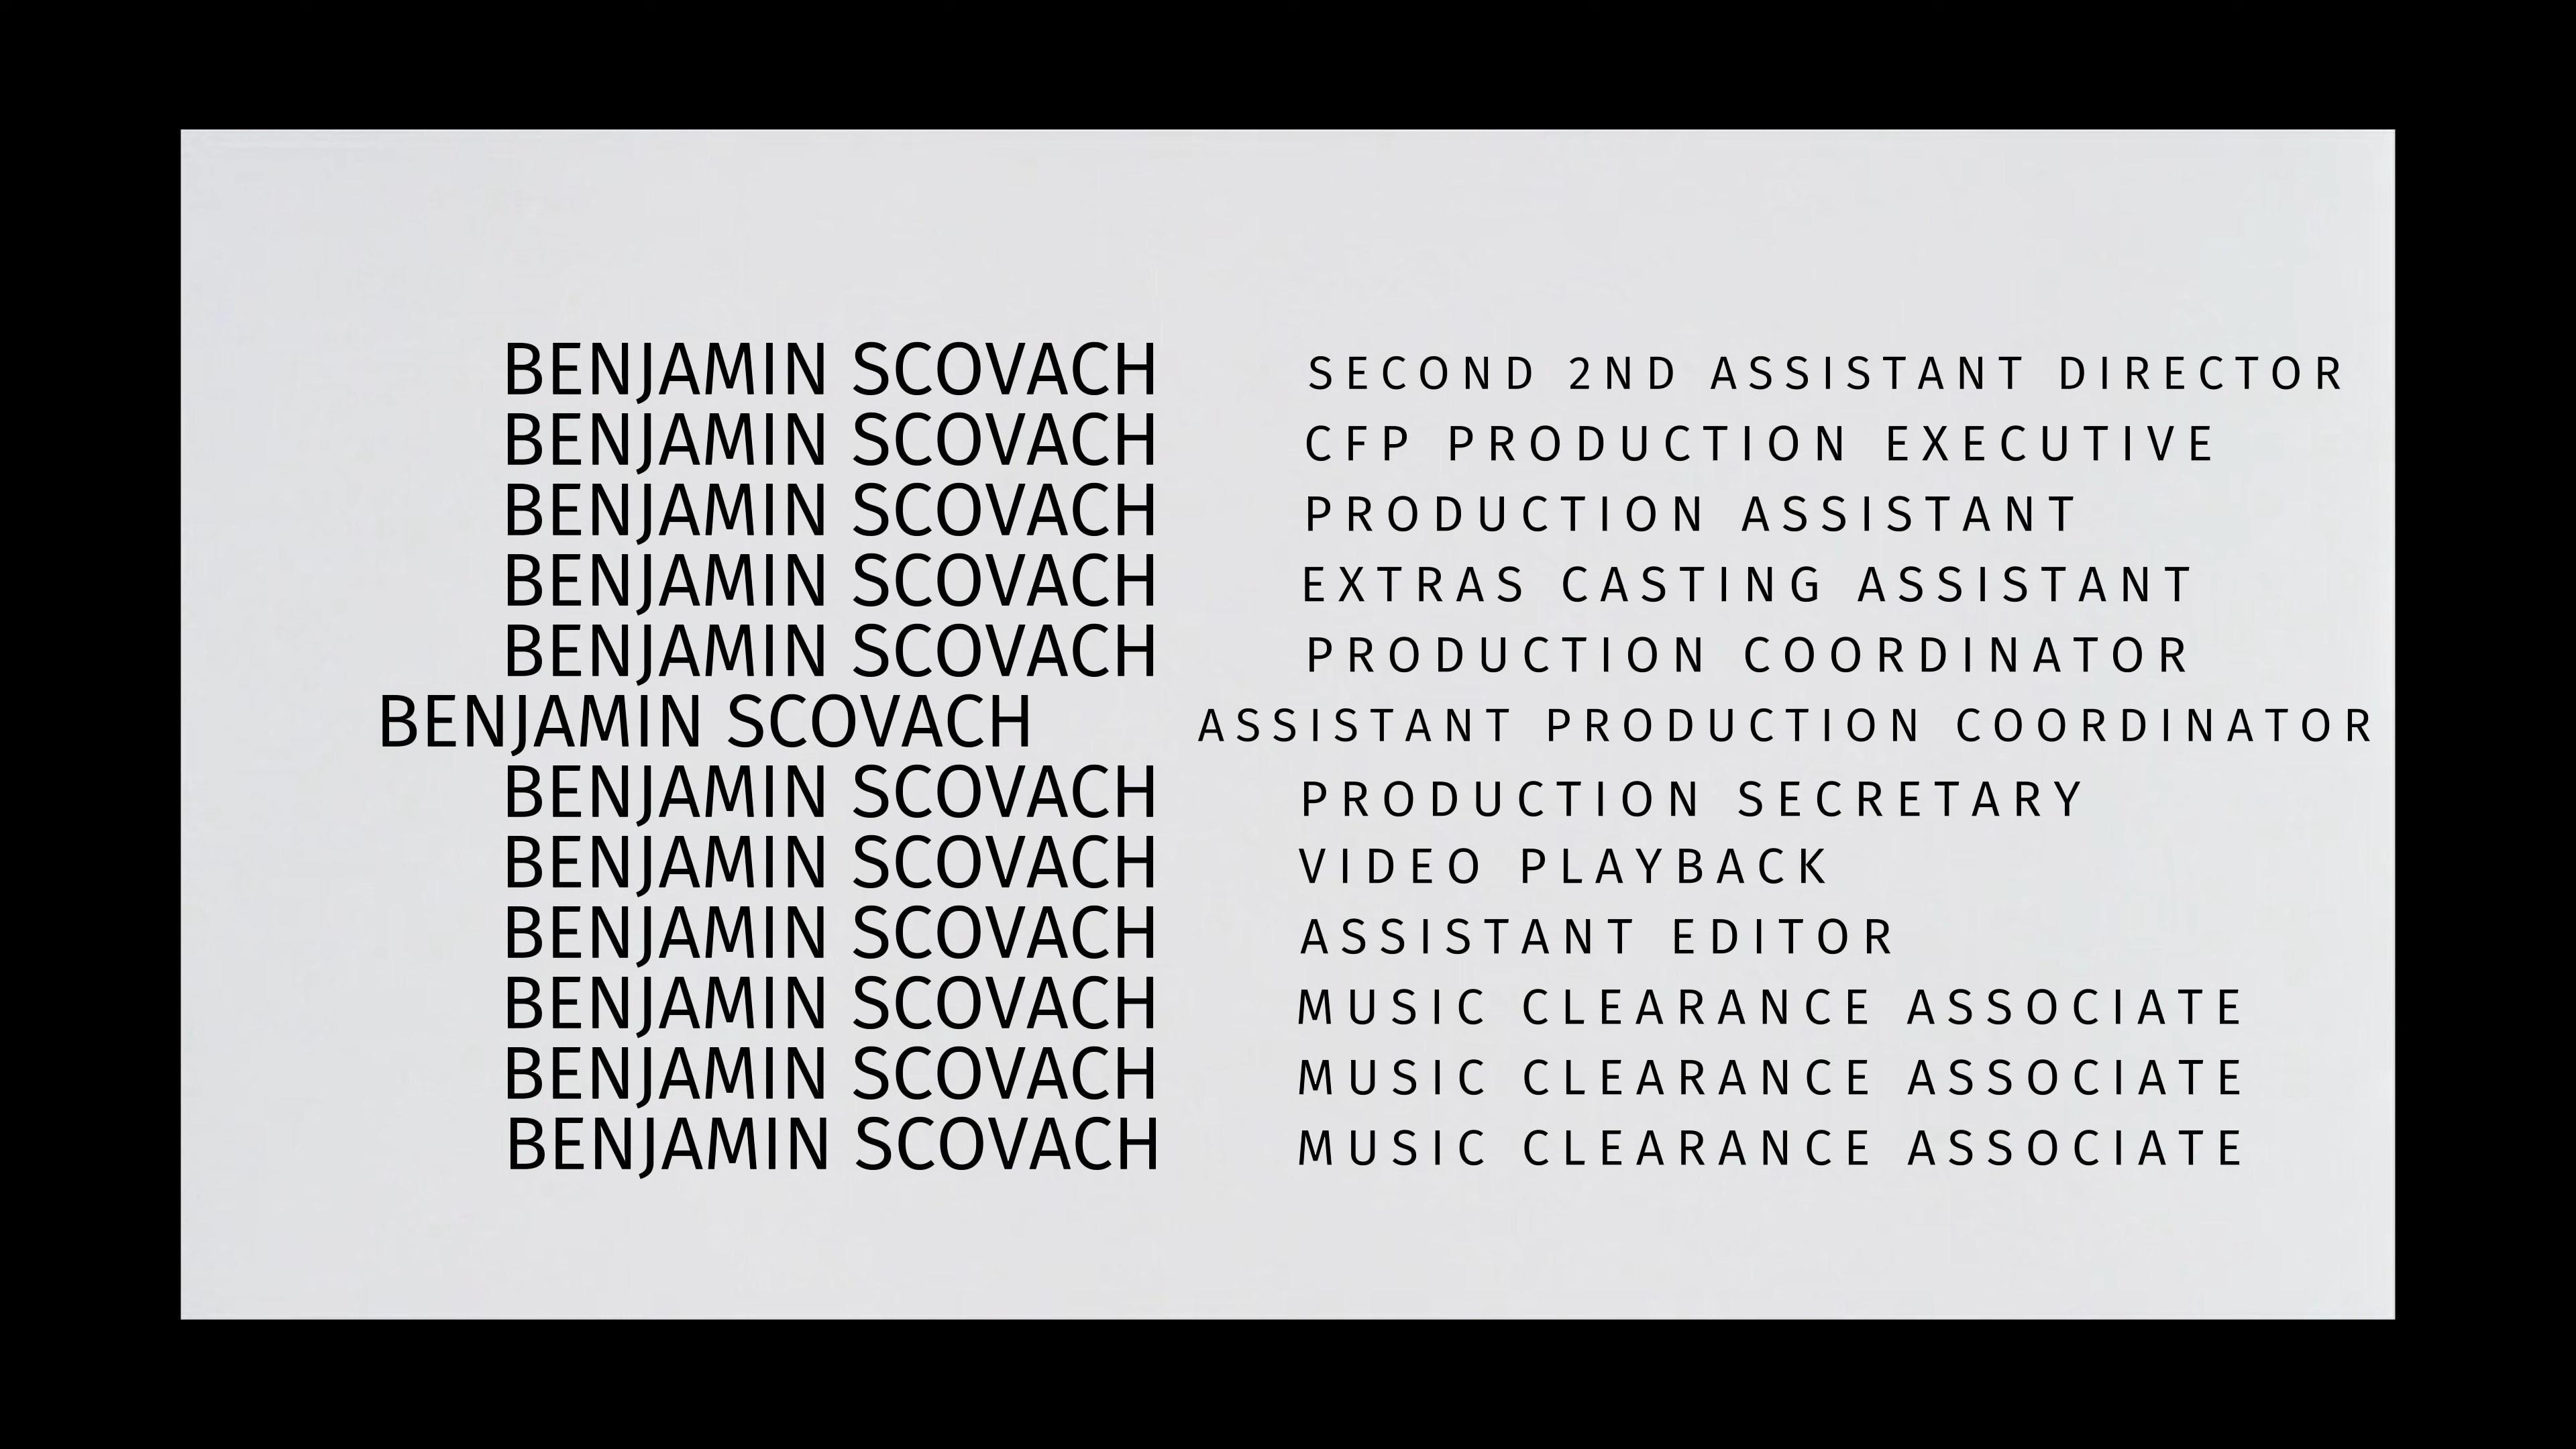 BENJAMIN SCOVACH SECOND 2ND ASSISTANT DIRECTOR
BENJAMIN SCOVACH CFP PRODUCTION EXECUTIVE
BENJAMIN SCOVACH PRODUCTION ASSISTANT
BENJAMIN SCOVACH EXTRAS CASTING ASSISTANT
BENJAMIN SCOVACH PRODUCTION COORDINATOR
BENJAMIN SCOVACH ASSISTANT PRODUCTION COORDINATOR
BENJAMIN SCOVACH PRODUCTION SECRETARY
BENJAMIN SCOVACH VIDEO PLAYBACK
BENJAMIN SCOVACH ASSISTANT EDITOR
BENJAMIN SCOVACH MUSIC CLEARANCE ASSOCIATE
BENJAMIN SCOVACH MUSIC CLEARANCE ASSOCIATE
BENJAMIN SCOVACH MUSIC CLEARANCE ASSOCIATE